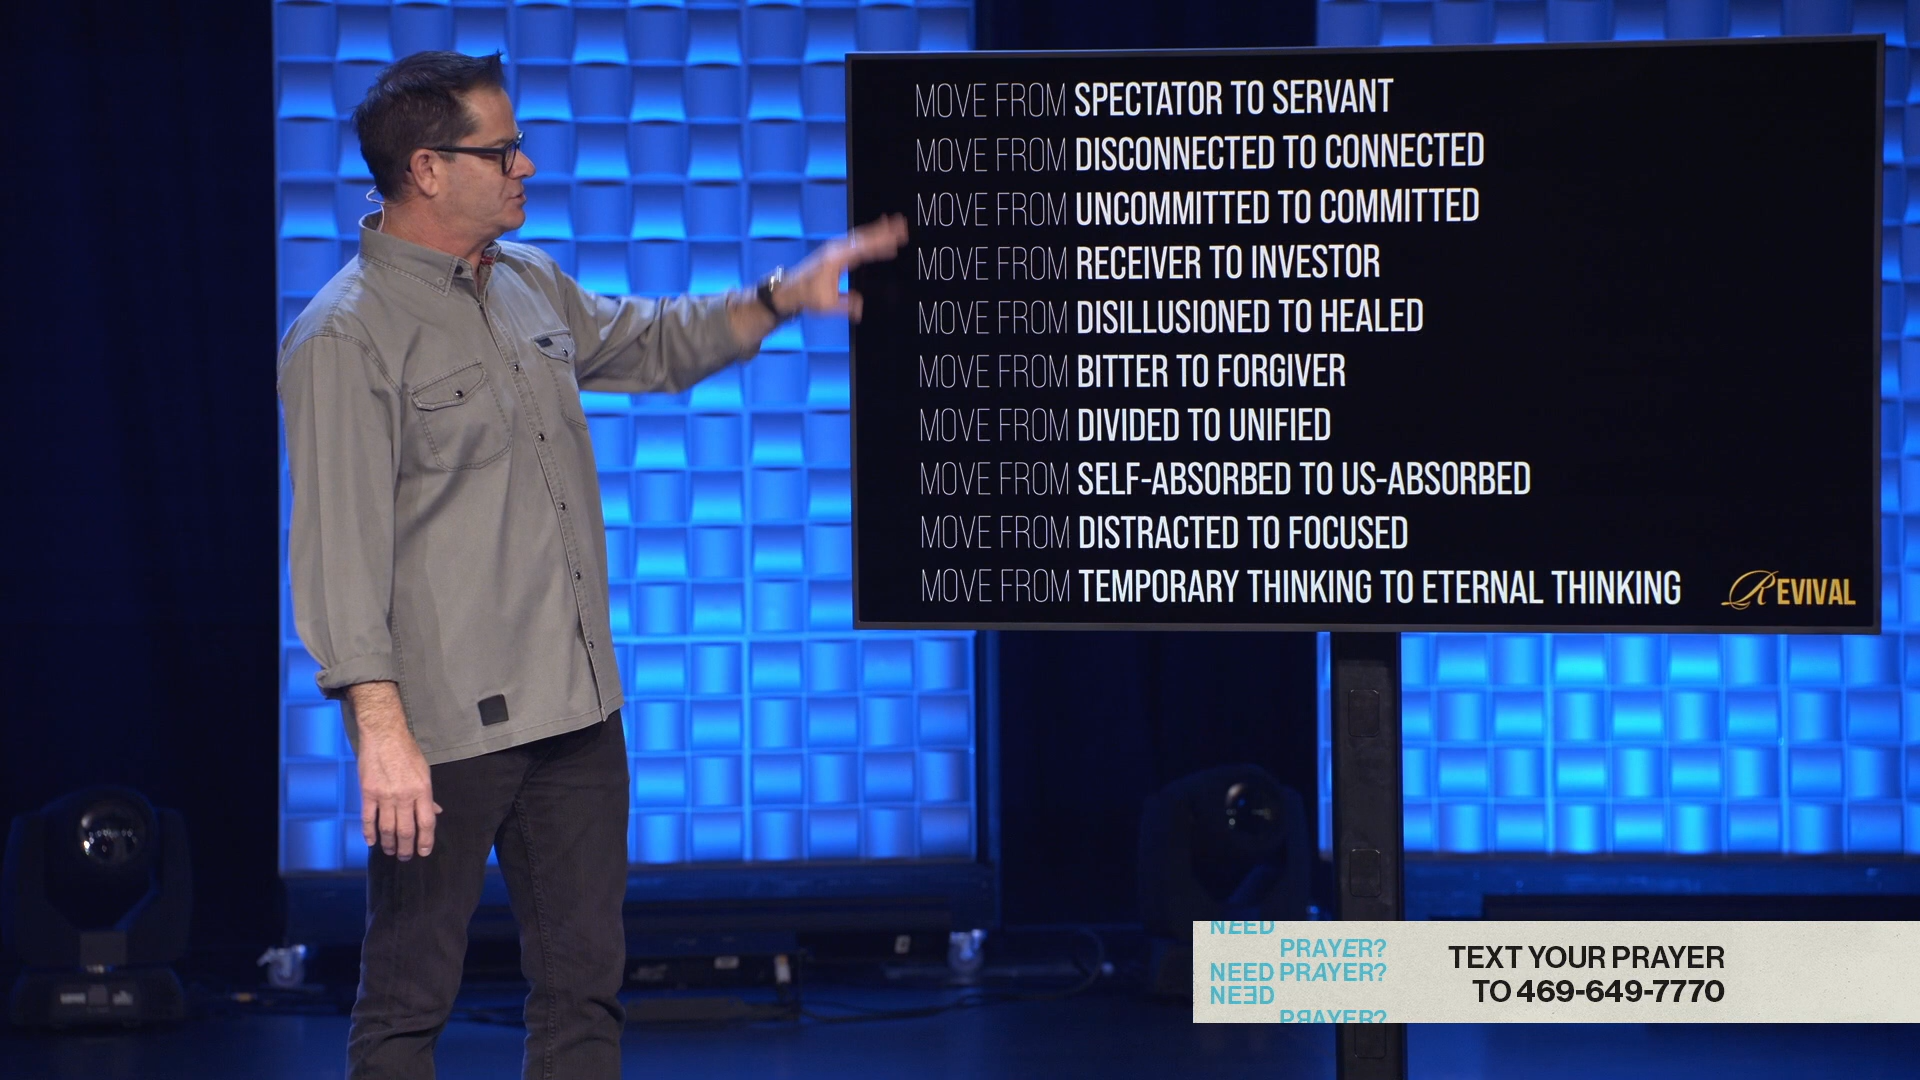 MOVE FROM SPECTATOR TO SERVANT
MOVE FROM DISCONNECTED TO CONNECTED
MOVE FROM UNCOMMITTED TO COMMITTED
MOVE FROM RECEIVER TO INVESTOR
MOVE FROM DISILLUSIONED TO HEALED
MOVE FROM BITTER TO FORGIVER
MOVE FROM DIVIDED TO UNIFIED
MOVE FROM SELF-ABSORBED TO US-ABSORBED
MOVE FROM DISTRACTED TO FOCUSED
MOVE FROM TEMPORARY THINKING TO ETERNAL THINKING
REVIVAL
NEED
PRAYER?
NEED PRAYER?
NEED
PRAYER?
TEXT YOUR PRAYER
TO 469-649-7770